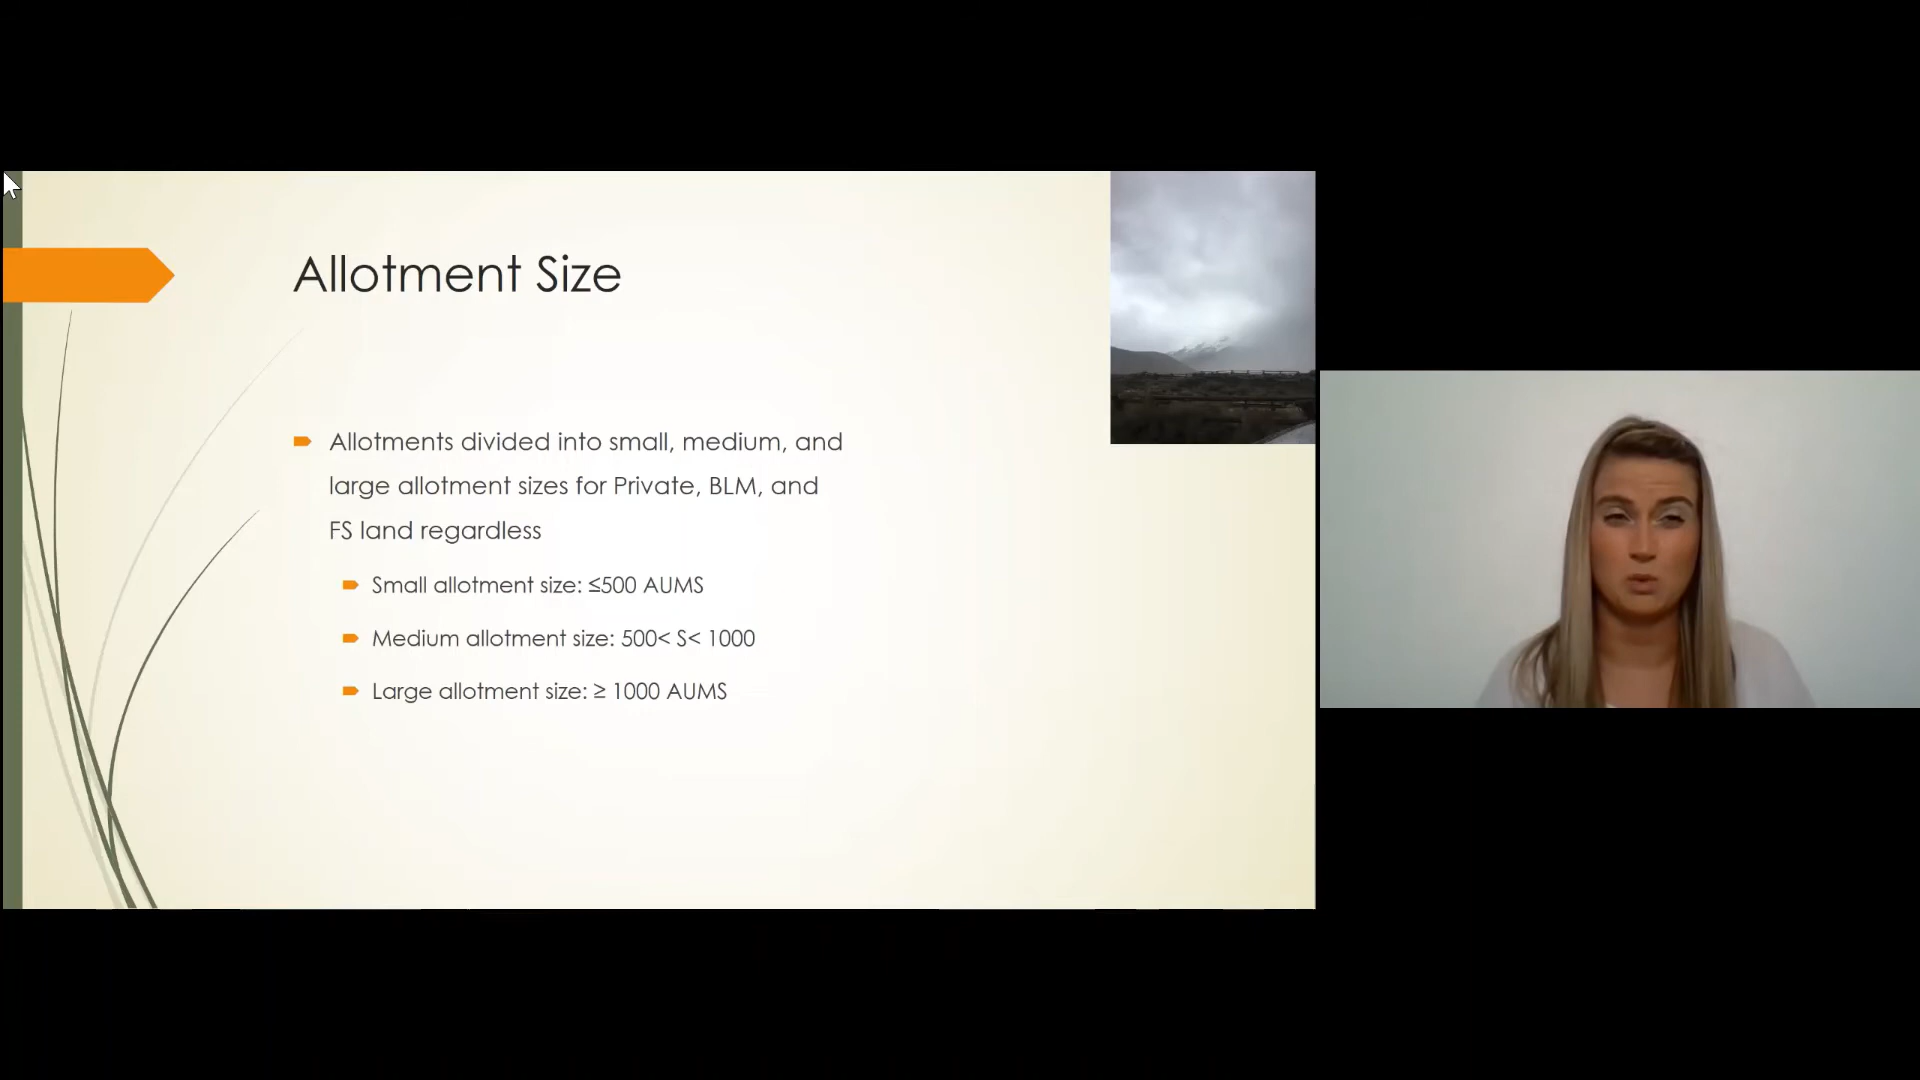 Allotment Size
Allotments divided into small, medium, and
large allotment sizes for Private, BLM, and
FS land regardless
Small allotment size: ≤500 AUMS
Medium allotment size: 500< S< 1000
Large allotment size: ≥ 1000 AUMS